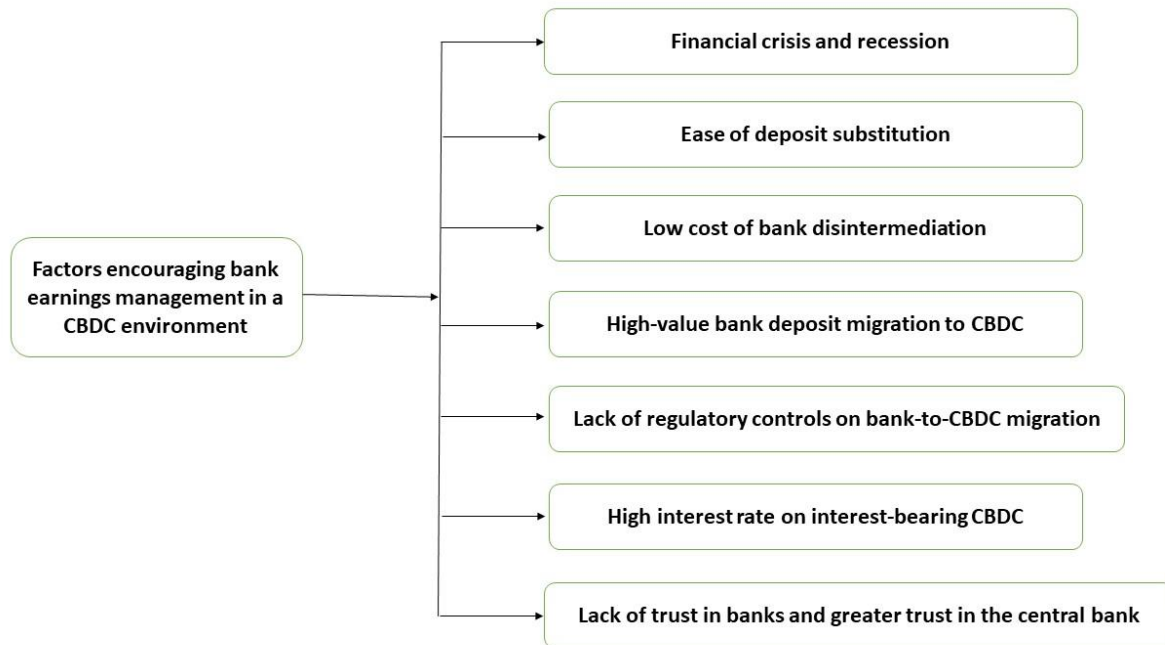 Financial crisis and recession
Ease of deposit substitution
Low cost of bank disintermediation
Factors encouraging bank
earnings management in a
CBDC environment
High-value bank deposit migration to CBDC
Lack of regulatory controls on bank-to-CBDC migration
High interest rate on interest-bearing CBDC
Lack of trust in banks and greater trust in the central bank